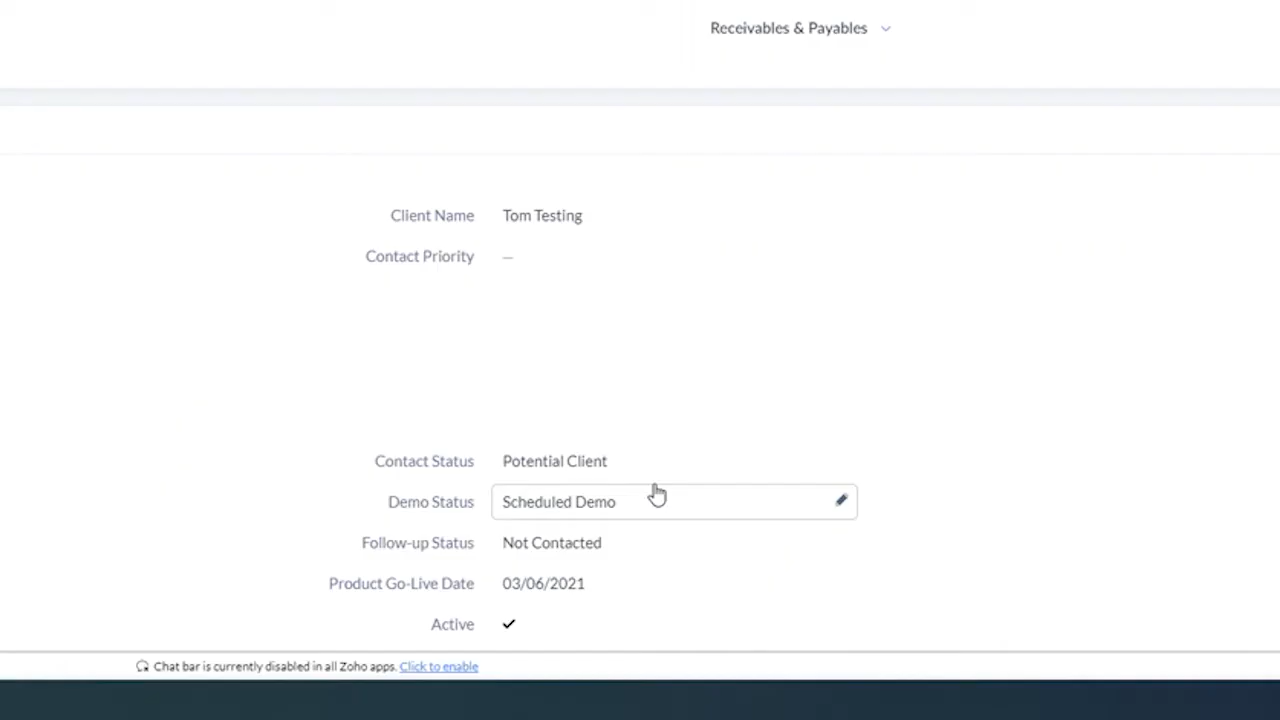 Receivables & Payables
Client Name Tom Testing
Contact Priority —
Contact Status Potential Client
Demo Status Scheduled Demo
Follow-up Status Not Contacted
Product Go-Live Date 03/06/2021
Active ✓
Chat bar is currently disabled in all Zoho apps. Click to enable